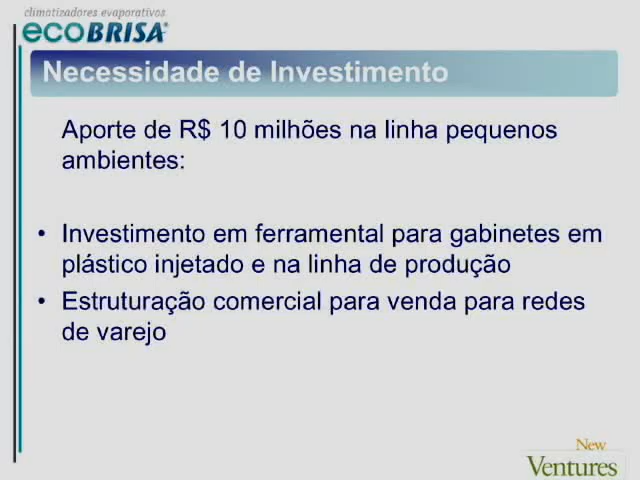 climatizadores evaporativos
ecoBRISA
Necessidade de Investimento
Aporte de R$ 10 milhões na linha pequenos
ambientes:
• Investimento em ferramental para gabinetes em
plástico injetado e na linha de produção
• Estruturação comercial para venda para redes
de varejo
New
Ventures